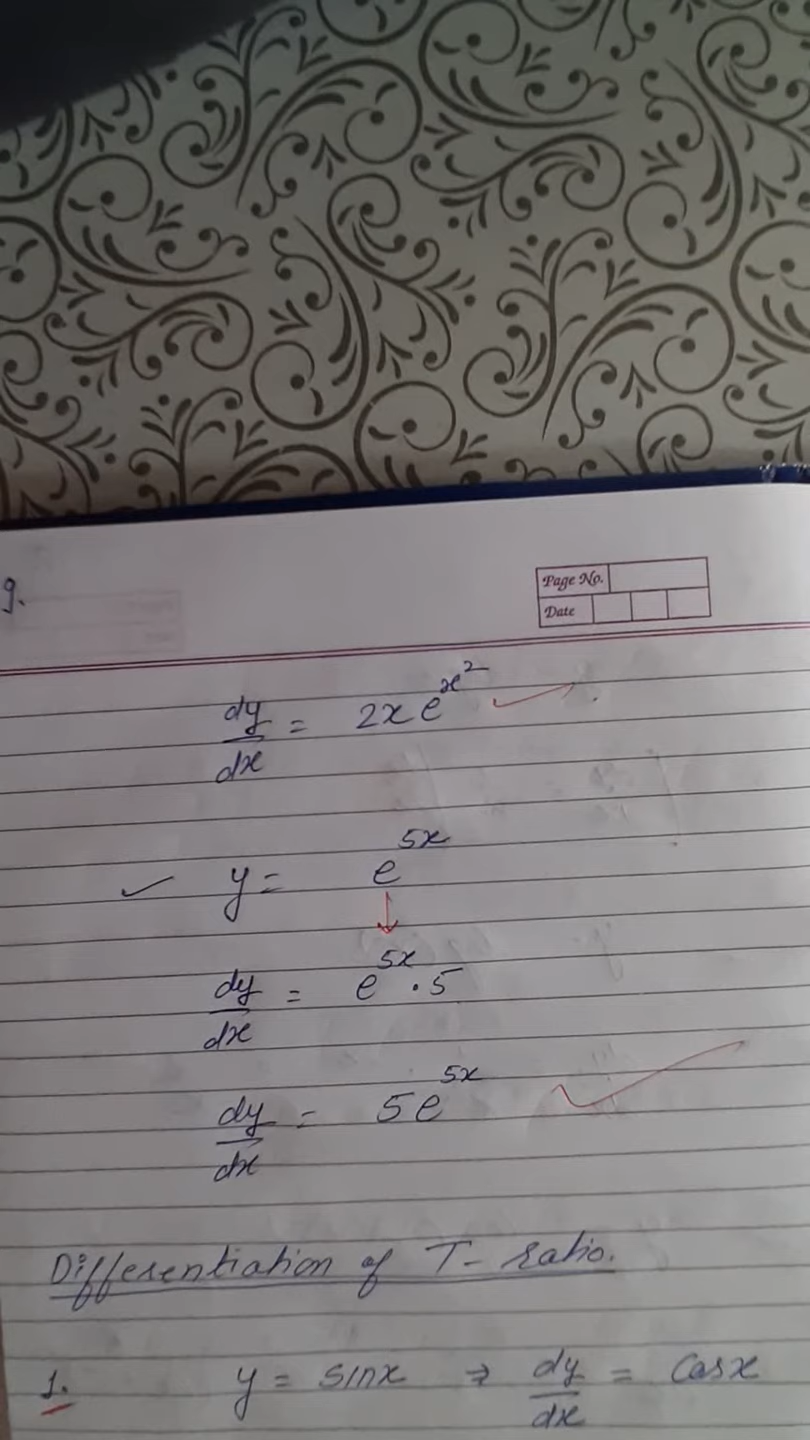 9.
Page No.
Date
dy/dx = 2x e^x²
y = e^5x
dy/dx = e^5x . 5
dy/dx = 5e^5x
Differentiation of T- ratio.
1. y = sinx ⇒ dy/dx = Cosx